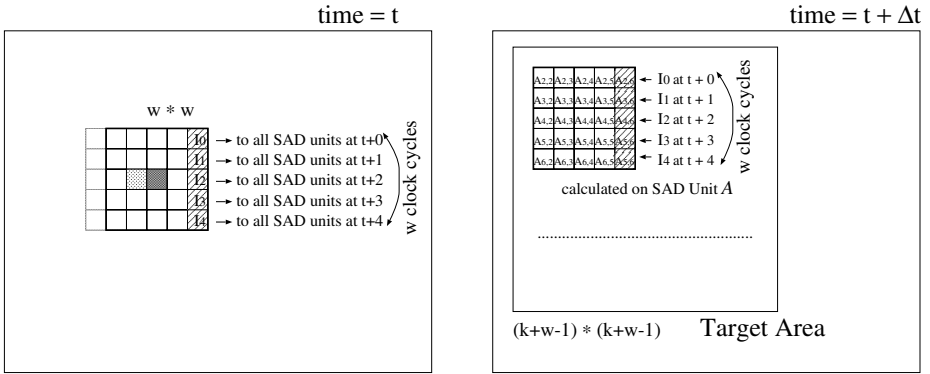 time = t
w * w
I0 → to all SAD units at t+0
I1 → to all SAD units at t+1
I2 → to all SAD units at t+2
I3 → to all SAD units at t+3
I4 → to all SAD units at t+4
w clock cycles
time = t + Δt
A2,2 A2,3 A2,4 A2,5 A2,6 ← I0 at t + 0
A3,2 A3,3 A3,4 A3,5 A3,6 ← I1 at t + 1
A4,2 A4,3 A4,4 A4,5 A4,6 ← I2 at t + 2
A5,2 A5,3 A5,4 A5,5 A5,6 ← I3 at t + 3
A6,2 A6,3 A6,4 A6,5 A5,6 ← I4 at t + 4
w clock cycles
calculated on SAD Unit A
(k+w-1) * (k+w-1)
Target Area